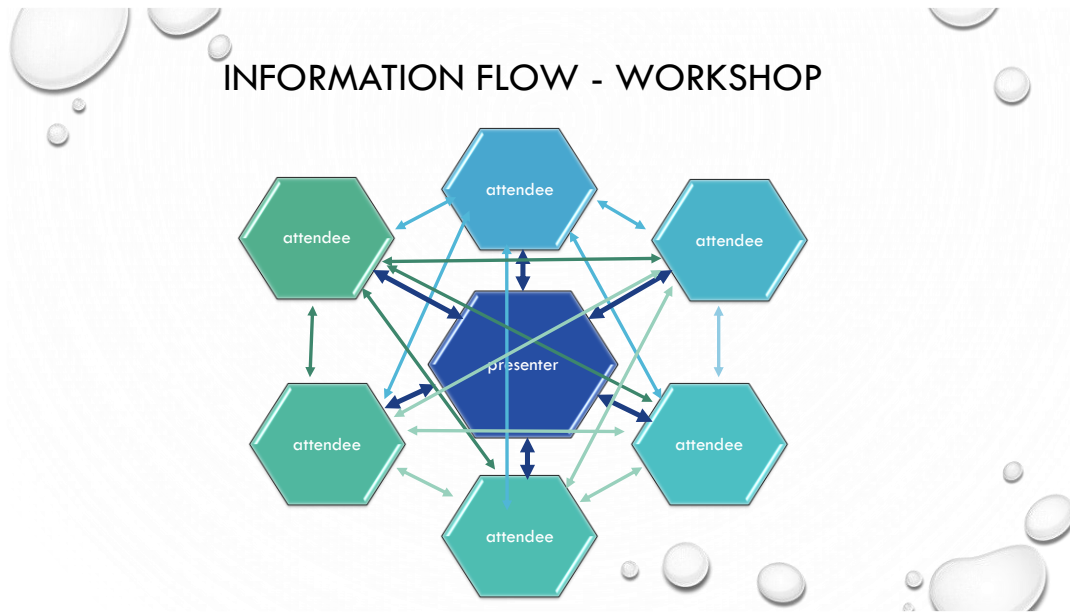 INFORMATION FLOW - WORKSHOP
attendee
attendee
attendee
presenter
attendee
attendee
attendee